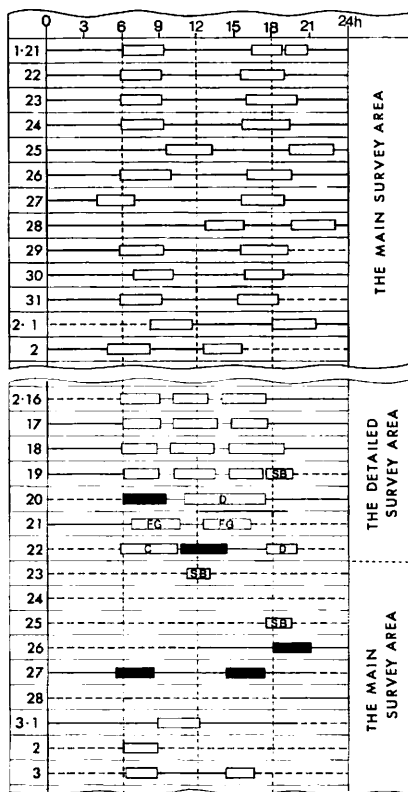 0 3 6 9 12 15 18 21 24h
1·21
22
23
24
25
26
27
28
29
30
31
2·1
2
THE MAIN SURVEY AREA
2·16
17
18
19 SB
20 D
21 FG FG
22 C D
23 SB
24
25 SB
26
27
28
3·1
2
3
THE DETAILED
SURVEY AREA
THE MAIN
SURVEY AREA